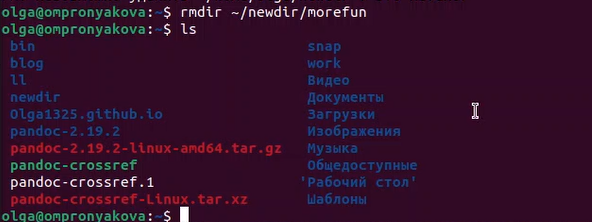 olga@ompronyakova:~$ rmdir ~/newdir/morefun
olga@ompronyakova:~$ ls
bin snap
blog work
ll Видео
newdir Документы
Olga1325.github.io Загрузки
pandoc-2.19.2 Изображения
pandoc-2.19.2-linux-amd64.tar.gz Музыка
pandoc-crossref Общедоступные
pandoc-crossref.1 'Рабочий стол'
pandoc-crossref-Linux.tar.xz Шаблоны
olga@ompronyakova:~$